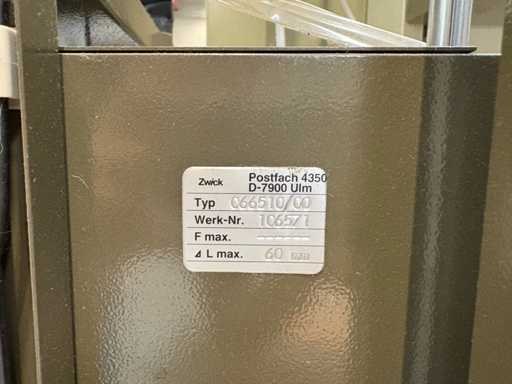 Zwick Postfach 4350
D-7900 Ulm
Typ 066510/00
Werk-Nr. 106571
F max. ------
⊿ L max. 60 mm